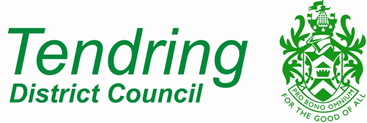 Tendring
District Council
PRO BONO OMNIUM
FOR THE GOOD OF ALL